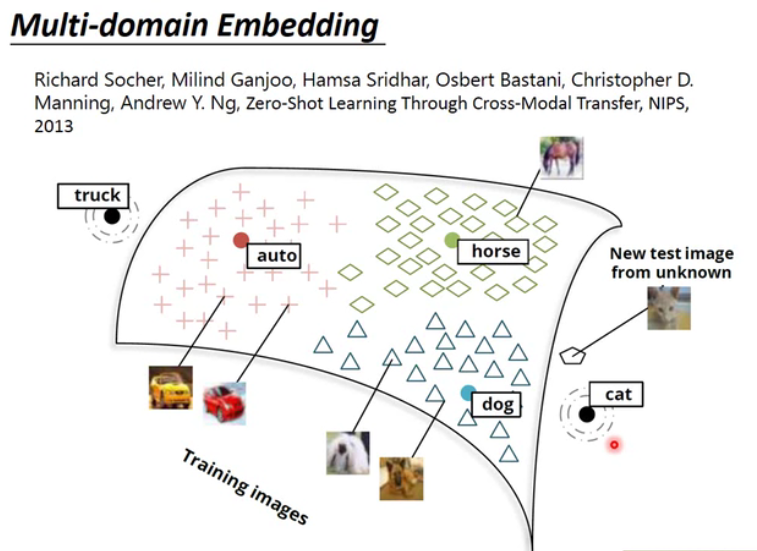 Multi-domain Embedding
Richard Socher, Milind Ganjoo, Hamsa Sridhar, Osbert Bastani, Christopher D.
Manning, Andrew Y. Ng, Zero-Shot Learning Through Cross-Modal Transfer, NIPS,
2013
truck
auto
horse
New test image
from unknown
cat
dog
Training images